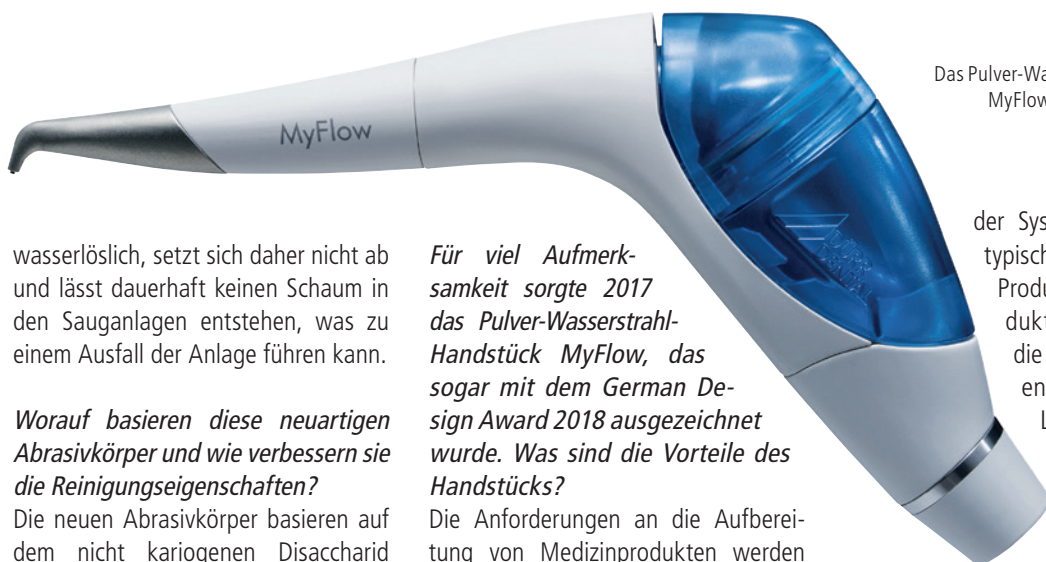 MyFlow
Das Pulver-Wa
MyFlow
wasserlöslich, setzt sich daher nicht ab
und lässt dauerhaft keinen Schaum in
den Sauganlagen entstehen, was zu
einem Ausfall der Anlage führen kann.
Worauf basieren diese neuartigen
Abrasivkörper und wie verbessern sie
die Reinigungseigenschaften?
Die neuen Abrasivkörper basieren auf
dem nicht kariogenen Disaccharid
Für viel Aufmerk-
samkeit sorgte 2017
das Pulver-Wasserstrahl-
Handstück MyFlow, das
sogar mit dem German De-
sign Award 2018 ausgezeichnet
wurde. Was sind die Vorteile des
Handstücks?
Die Anforderungen an die Aufberei-
tung von Medizinprodukten werden
der Sys
typisch
Produ
dukt
die
en
L